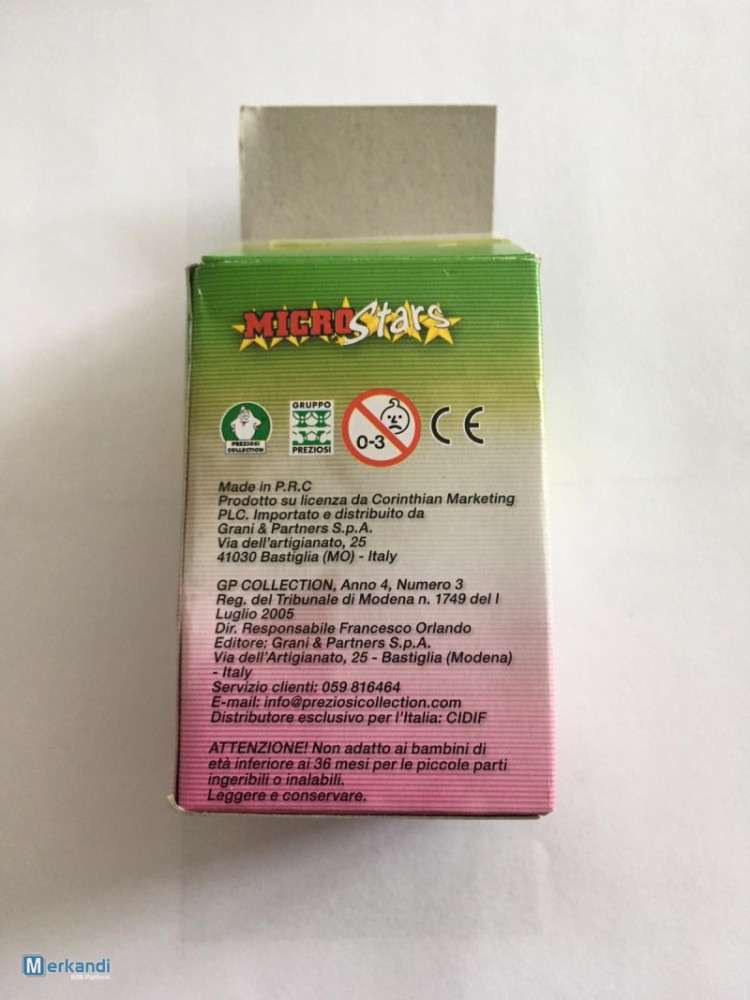 MICROStars
PREZIOSI
COLLECTION
GRUPPO
PREZIOSI
0-3
CE
Made in P.R.C
Prodotto su licenza da Corinthian Marketing
PLC. Importato e distribuito da
Grani & Partners S.p.A.
Via dell'artigianato, 25
41030 Bastiglia (MO) - Italy
GP COLLECTION, Anno 4, Numero 3
Reg. del Tribunale di Modena n. 1749 del I
Luglio 2005
Dir. Responsabile Francesco Orlando
Editore: Grani & Partners S.p.A.
Via dell'Artigianato, 25 - Bastiglia (Modena)
- Italy
Servizio clienti: 059 816464
E-mail: info@preziosicollection.com
Distributore esclusivo per l'Italia: CIDIF
ATTENZIONE! Non adatto ai bambini di
età inferiore ai 36 mesi per le piccole parti
ingeribili o inalabili.
Leggere e conservare.
Merkandi
B2B Platform